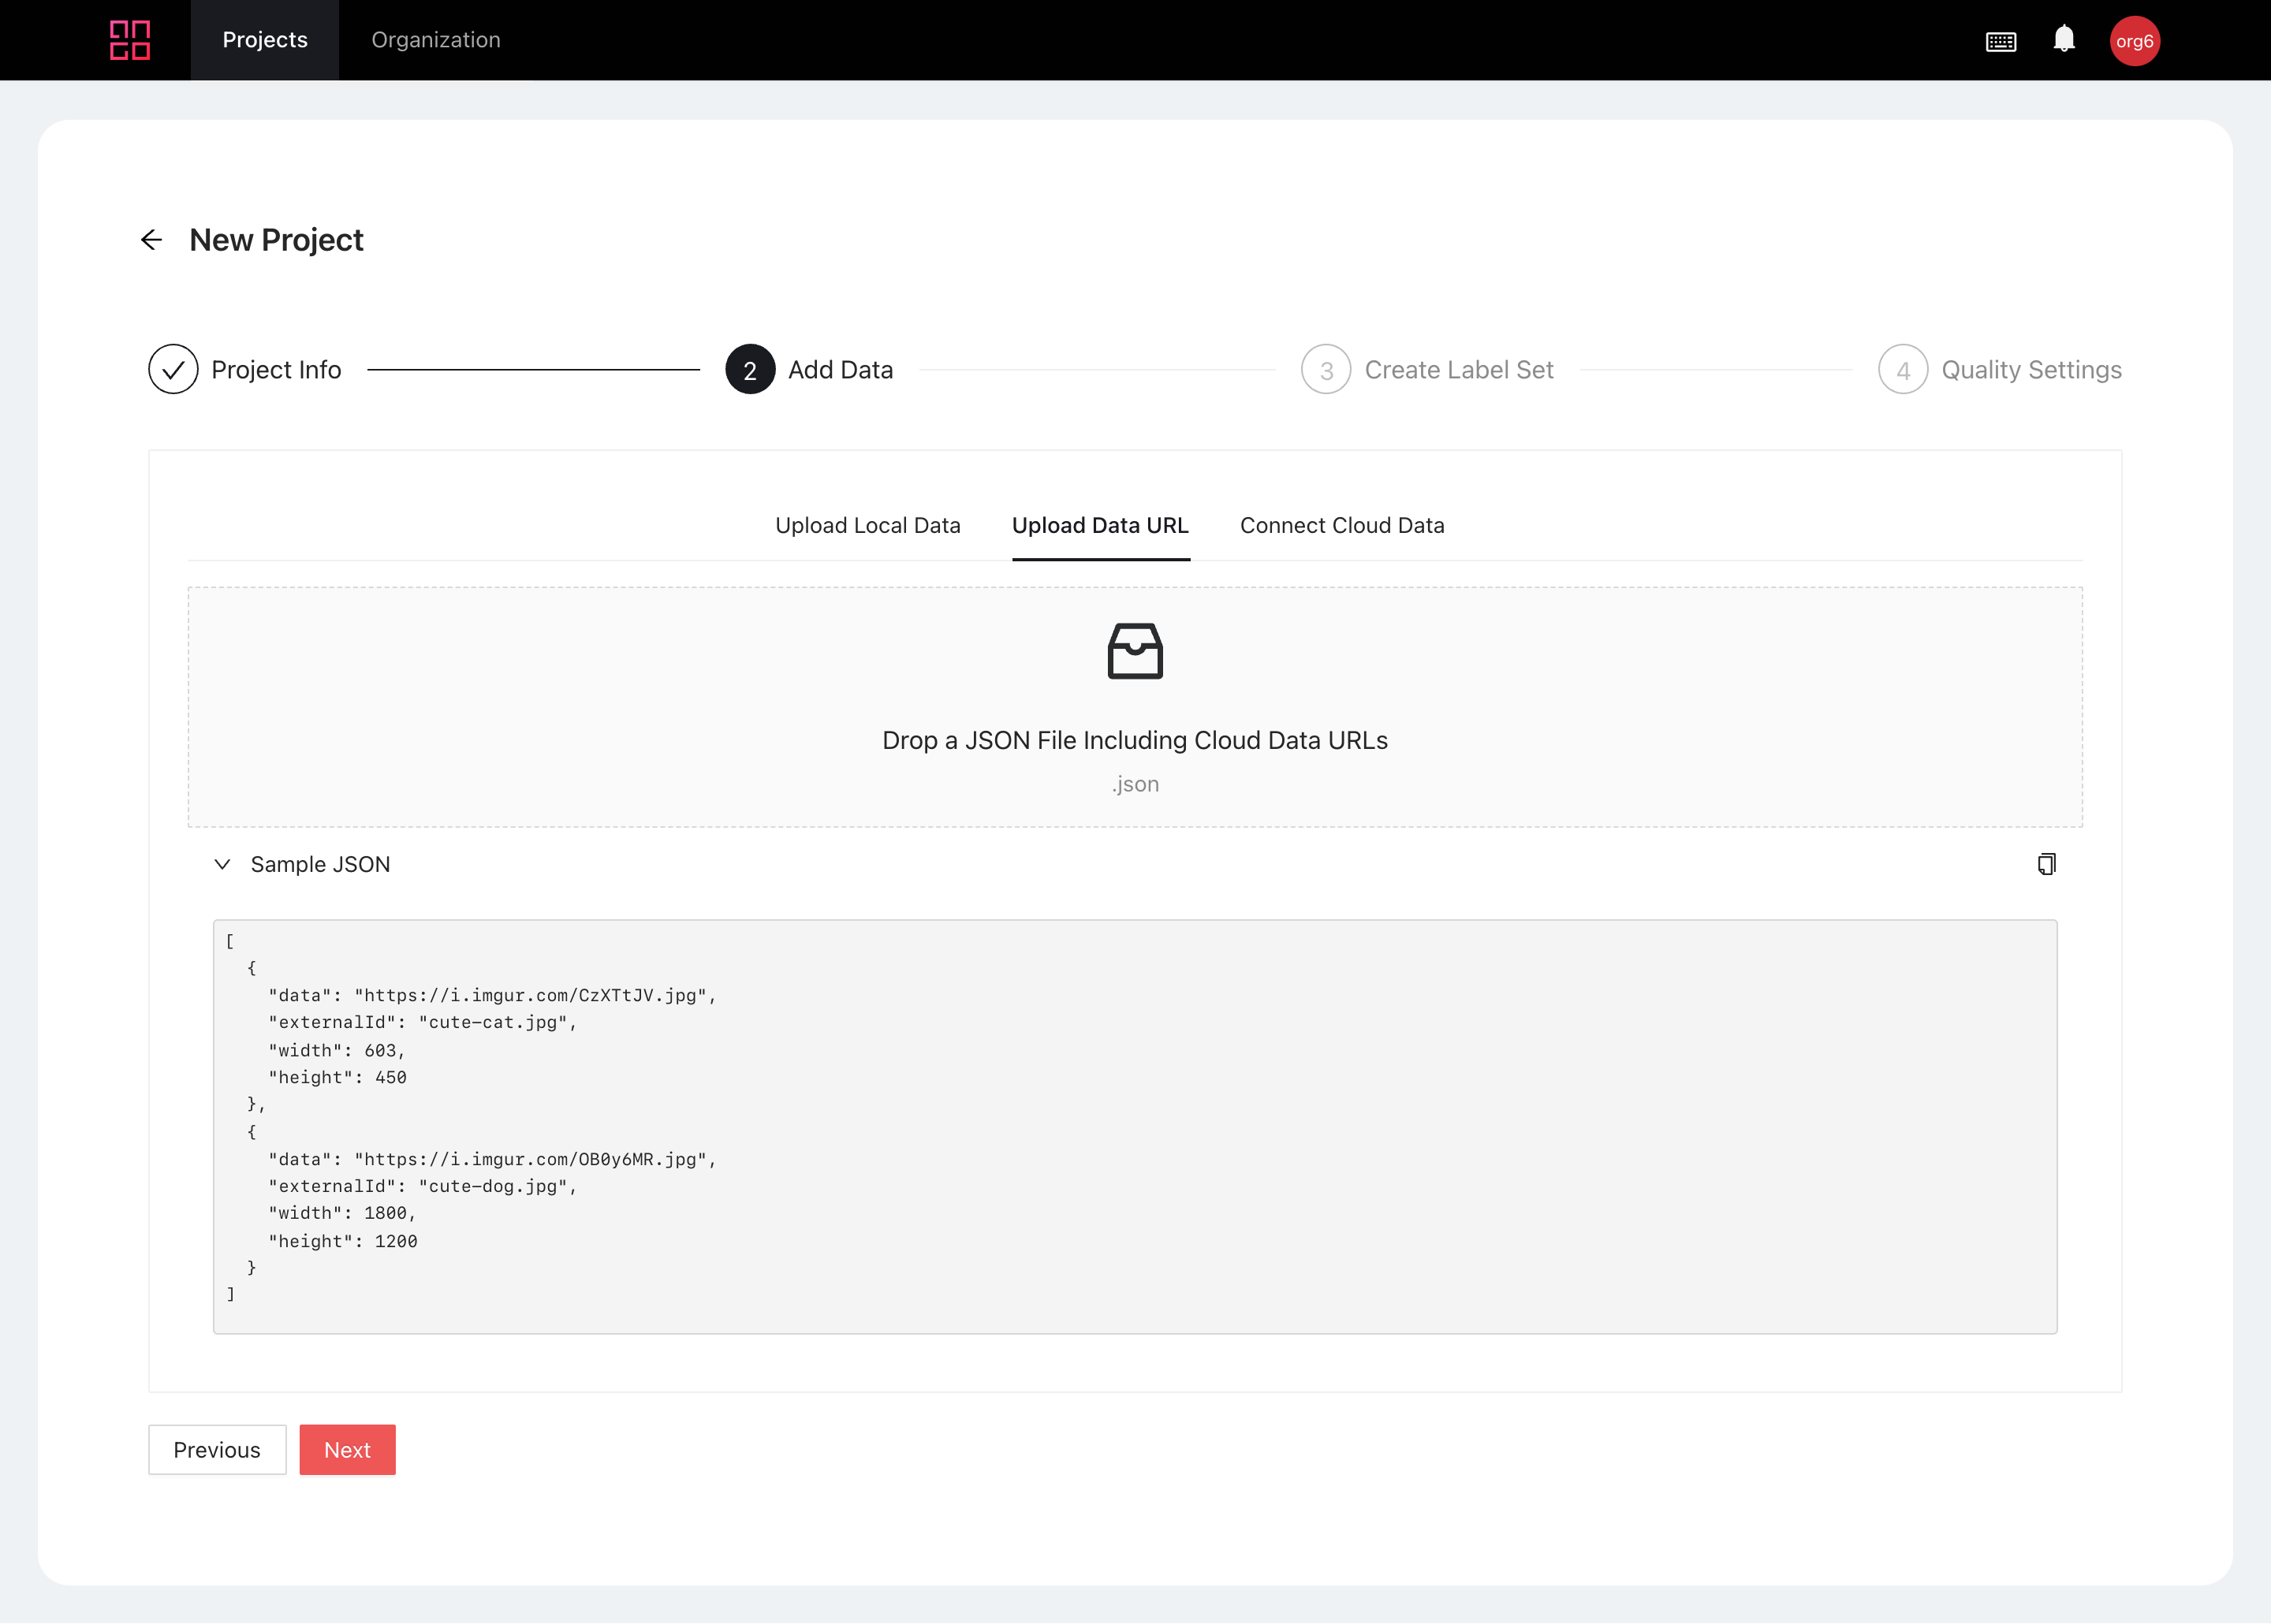 Projects Organization org6
New Project
Project Info 2 Add Data 3 Create Label Set 4 Quality Settings
Upload Local Data Upload Data URL Connect Cloud Data
Drop a JSON File Including Cloud Data URLs
.json
Sample JSON
[
  {
    "data": "https://i.imgur.com/CzXTtJV.jpg",
    "externalId": "cute-cat.jpg",
    "width": 603,
    "height": 450
  },
  {
    "data": "https://i.imgur.com/OB0y6MR.jpg",
    "externalId": "cute-dog.jpg",
    "width": 1800,
    "height": 1200
  }
]
Previous Next